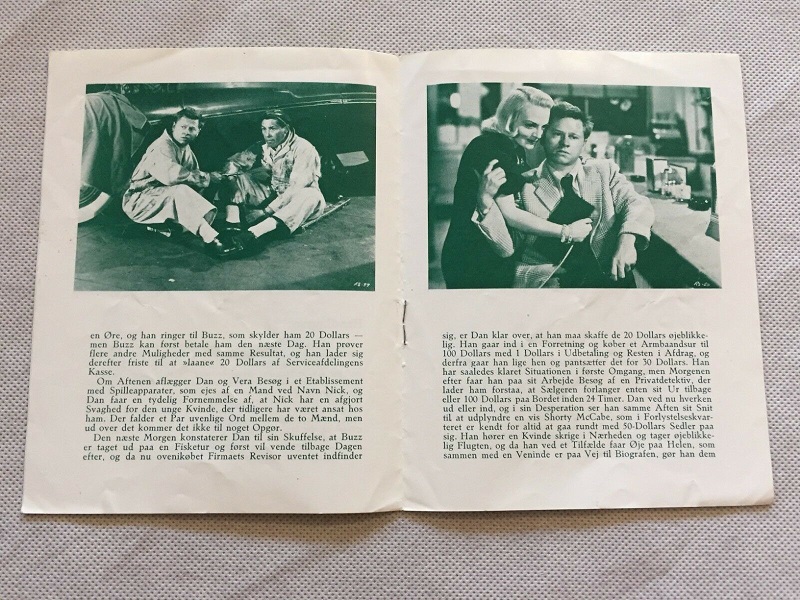 en Øre, og han ringer til Buzz, som skylder ham 20 Dollars —
men Buzz kan først betale ham den næste Dag. Han prøver
flere andre Muligheder med samme Resultat, og han lader sig
derefter friste til at »laane« 20 Dollars af Serviceafdelingens
Kasse.
Om Aftenen aflægger Dan og Vera Besøg i et Etablissement
med Spilleapparater, som ejes af en Mand ved Navn Nick, og
Dan faar en tydelig Fornemmelse af, at Nick har en afgjort
Svaghed for den unge Kvinde, der tidligere har været ansat hos
ham. Der falder et Par uvenlige Ord mellem de to Mænd, men
ud over det kommer det ikke til noget Opgør.
Den næste Morgen konstaterer Dan til sin Skuffelse, at Buzz
er taget ud paa en Fisketur og først vil vende tilbage Dagen
efter, og da nu ovenikøbet Firmaets Revisor uventet indfinder
sig, er Dan klar over, at han maa skaffe de 20 Dollars øjeblikke-
lig. Han gaar ind i en Forretning og køber et Armbaandsur til
100 Dollars med 1 Dollars i Udbetaling og Resten i Afdrag, og
derfra gaar han lige hen og pantsætter det for 30 Dollars. Han
har saaledes klaret Situationen i første Omgang, men Morgenen
efter faar han paa sit Arbejde Besøg af en Privatdetektiv, der
lader ham forstaa, at Sælgeren forlanger enten sit Ur tilbage
eller 100 Dollars paa Bordet inden 24 Timer. Dan ved nu hverken
ud eller ind, og i sin Desperation ser han samme Aften sit Snit
til at udplyndre en vis Shorty McCabe, som i Forlystelseskvar-
teret er kendt for altid at gaa rundt med 50-Dollars Sedler paa
sig. Han hører en Kvinde skrige i Nærheden og tager øjeblikke-
lig Flugten, og da han ved et Tilfælde faar Øje paa Helen, som
sammen med en Veninde er paa Vej til Biografen, gør han dem